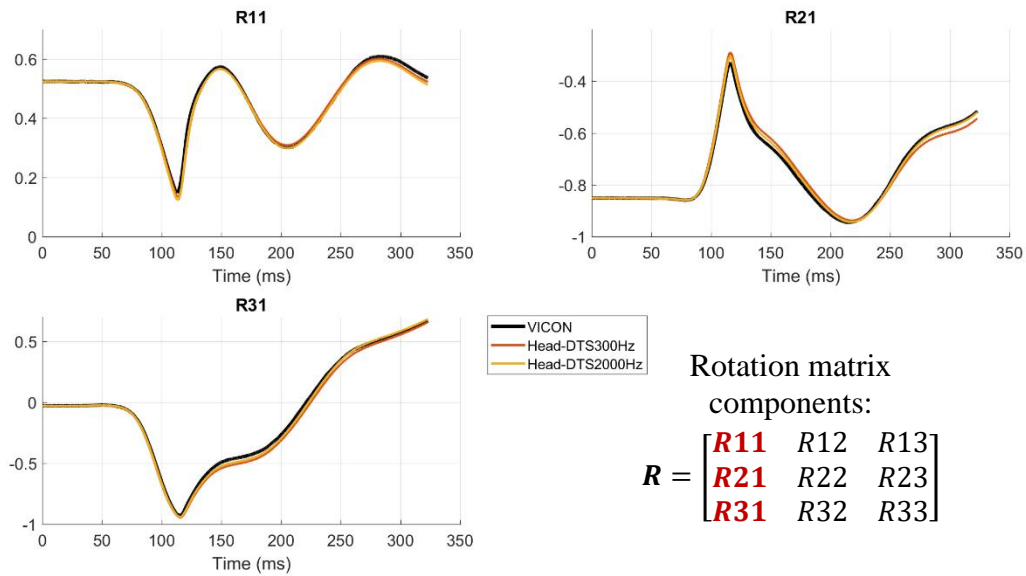 R11
0.6
0.4
0.2
0
0 50 100 150 200 250 300 350
Time (ms)
R21
-0.4
-0.6
-0.8
-1
0 50 100 150 200 250 300 350
Time (ms)
R31
0.5
0
-0.5
-1
0 50 100 150 200 250 300 350
Time (ms)
VICON
Head-DTS300Hz
Head-DTS2000Hz
Rotation matrix
components:
R11 R12 R13
R = R21 R22 R23
R31 R32 R33